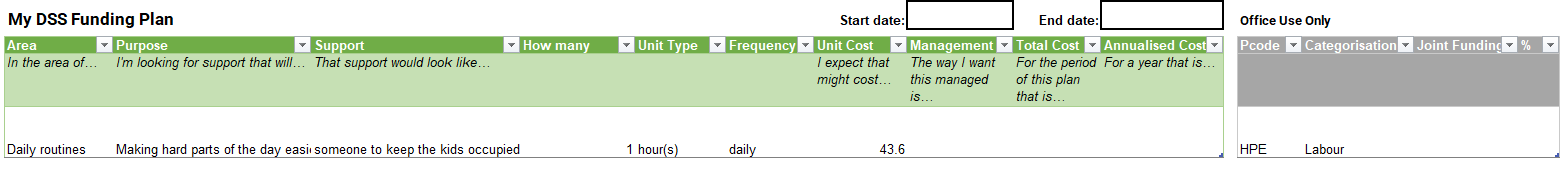 My DSS Funding Plan Start date: End date: Office Use Only
Area Purpose Support How many Unit Type Frequency Unit Cost Management Total Cost Annualised Cost Pcode Categorisation Joint Funding %
In the area of... I'm looking for support that will... That support would look like... I expect that The way I want For the period For a year that is...
might cost... this managed of this plan
is... that is...
Daily routines Making hard parts of the day easi someone to keep the kids occupied 1 hour(s) daily 43.6 HPE Labour